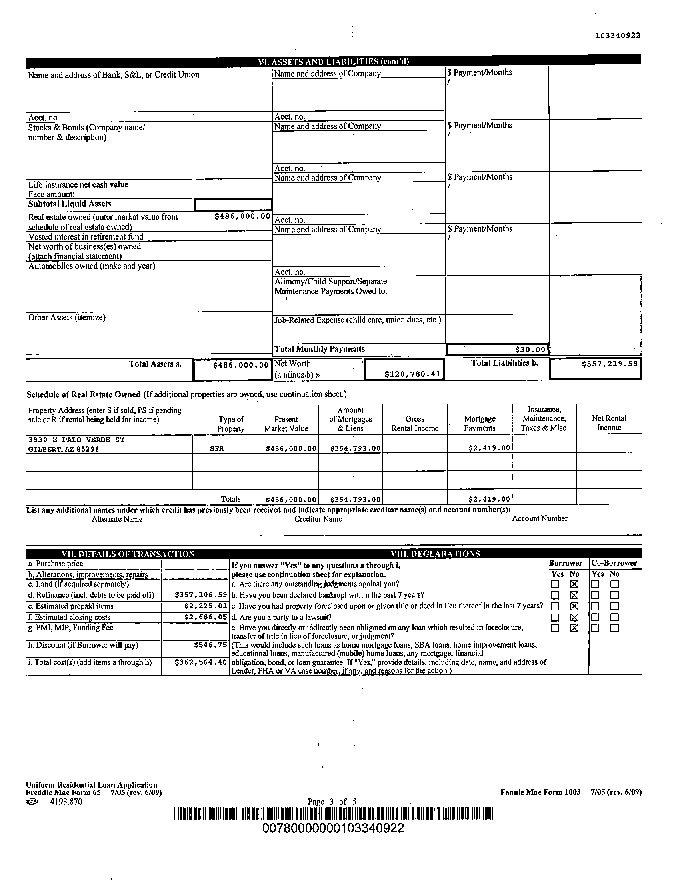 103340922
VI. ASSETS AND LIABILITIES (cont'd)
Name and address of Bank, S&L, or Credit Union
Name and address of Company
$ Payment/Months
/
Acct. no.
Acct. no.
Stocks & Bonds (Company name/
number & description)
Name and address of Company
$ Payment/Months
/
Acct. no.
Name and address of Company
$ Payment/Months
/
Life insurance net cash value
Face amount:
Subtotal Liquid Assets
Real estate owned (enter market value from
schedule of real estate owned)
$486,000.00
Acct. no.
Name and address of Company
$ Payment/Months
/
Vested interest in retirement fund
Net worth of business(es) owned
(attach financial statement)
Automobiles owned (make and year)
Acct. no.
Alimony/Child Support/Separate
Maintenance Payments Owed to:
Other Assets (itemize)
Job-Related Expense (child care, union dues, etc.)
Total Monthly Payments
$30.00
Total Assets a.
$486,000.00
Net Worth
(a minus b) »
$120,780.41
Total Liabilities b.
Schedule of Real Estate Owned (If additional properties are owned, use continuation sheet.)
Property Address (enter S if sold, PS if pending
sale or R if rental being held for income)
Type of
Property
Present
Market Value
Amount
of Mortgages
& Liens
Gross
Rental Income
Mortgage
Payments
Insurance,
Maintenance,
Taxes & Misc
Net Rental
Income
S PALO VERDE ST
GILBERT, AZ
SFR
$486,000.00
$354,793.00
$2,419.00
Totals
$486,000.00
$354,793.00
$2,419.00
List any additional names under which credit has previously been received and indicate appropriate creditor name(s) and account number(s):
Alternate Name
Creditor Name
Account Number
VII. DETAILS OF TRANSACTION
VIII. DECLARATIONS
a. Purchase price
b. Alterations, improvements, repairs
c. Land (if acquired separately)
d. Refinance (incl. debts to be paid off)
$357,106.55
e. Estimated prepaid items
$2,225.01
f. Estimated closing costs
$2,686.05
g. PMI, MIP, Funding Fee
h. Discount (if Borrower will pay)
$546.75
i. Total costs (add items a through h)
If you answer "Yes" to any questions a through i,
please use continuation sheet for explanation.
Borrower
Co-Borrower
Yes No
Yes No
a. Are there any outstanding judgments against you?
b. Have you been declared bankrupt within the past 7 years?
c. Have you had property foreclosed upon or given title or deed in lieu thereof in the last 7 years?
d. Are you a party to a lawsuit?
e. Have you directly or indirectly been obligated on any loan which resulted in foreclosure,
transfer of title in lieu of foreclosure, or judgment?
(This would include such loans as home mortgage loans, SBA loans, home improvement loans,
educational loans, manufactured (mobile) home loans, any mortgage, financial
obligation, bond, or loan guarantee. If "Yes," provide details, including date, name, and address of
Lender, FHA or VA case number, if any, and reasons for the action.)
Uniform Residential Loan Application
Freddie Mac Form 65 7/05 (rev. 6/09)
Fannie Mae Form 1003 7/05 (rev. 6/09)
Page 3 of 5
00780000000103340922